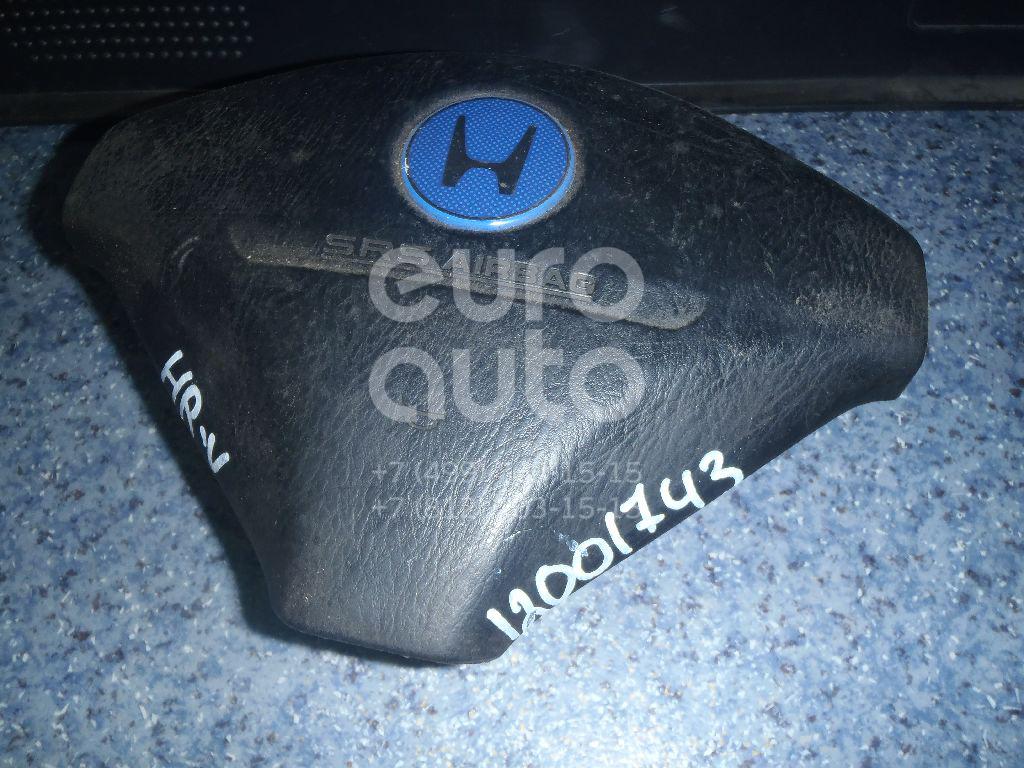 SRS AIRBAG
euro
auto
HR-V
12001743